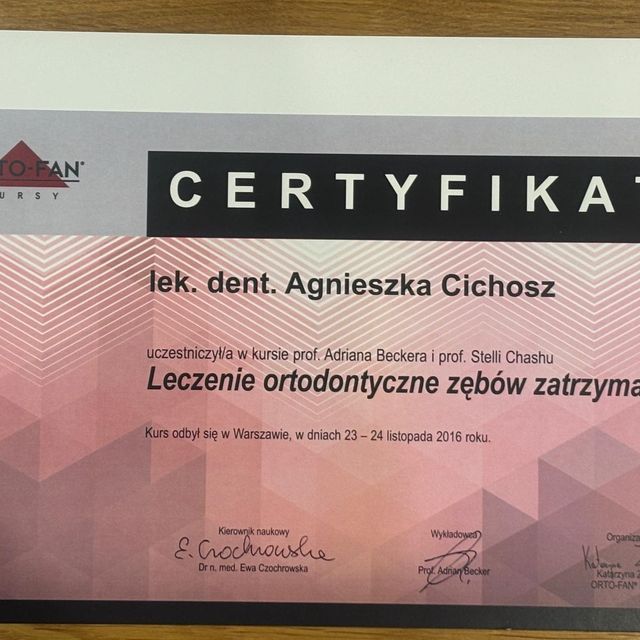 TO-FAN®
URSY
CERTYFIKAT
lek. dent. Agnieszka Cichosz
uczestniczył/a w kursie prof. Adriana Beckera i prof. Stelli Chashu
Leczenie ortodontyczne zębów zatrzyma
Kurs odbył się w Warszawie, w dniach 23 – 24 listopada 2016 roku.
Kierownik naukowy
E. Czochrowska
Dr n. med. Ewa Czochrowska
Wykładowca
Prof. Adrian Becker
Organiza
Katarzyna
ORTO-FAN®